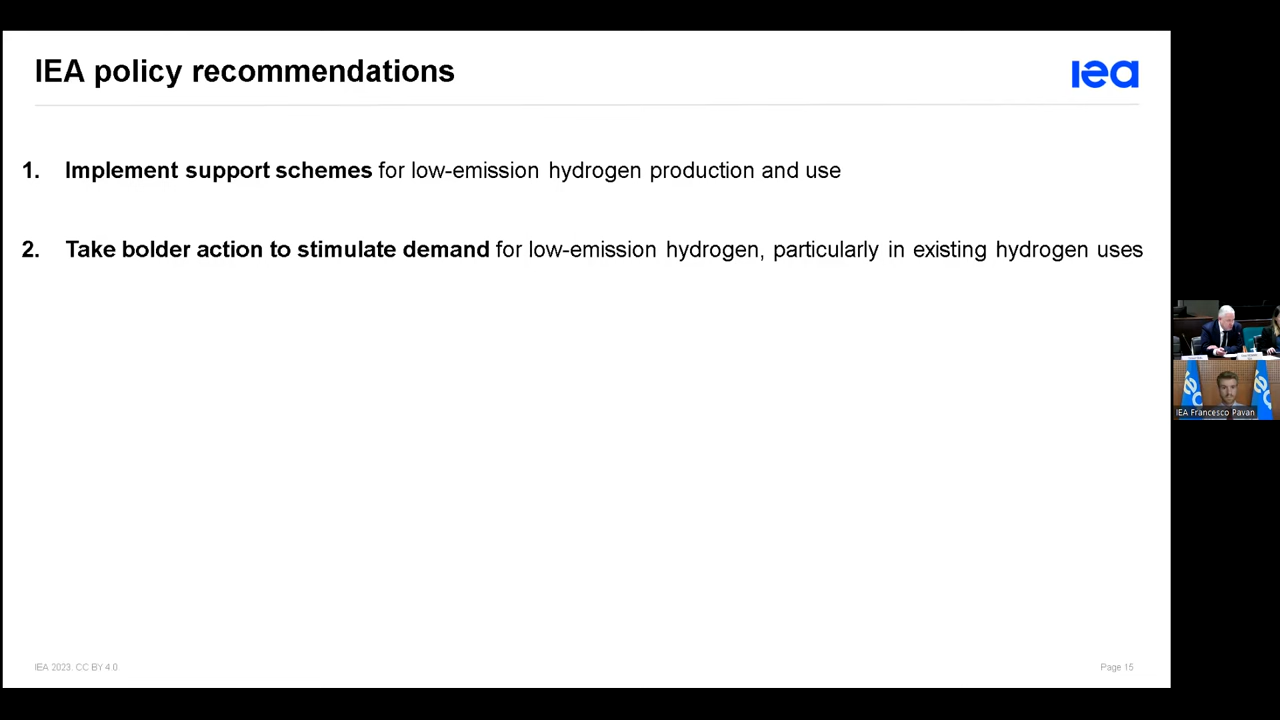 IEA policy recommendations
iea
1. Implement support schemes for low-emission hydrogen production and use
2. Take bolder action to stimulate demand for low-emission hydrogen, particularly in existing hydrogen uses
IEA Francesco Pavan
IEA 2023. CC BY 4.0.
Page 15